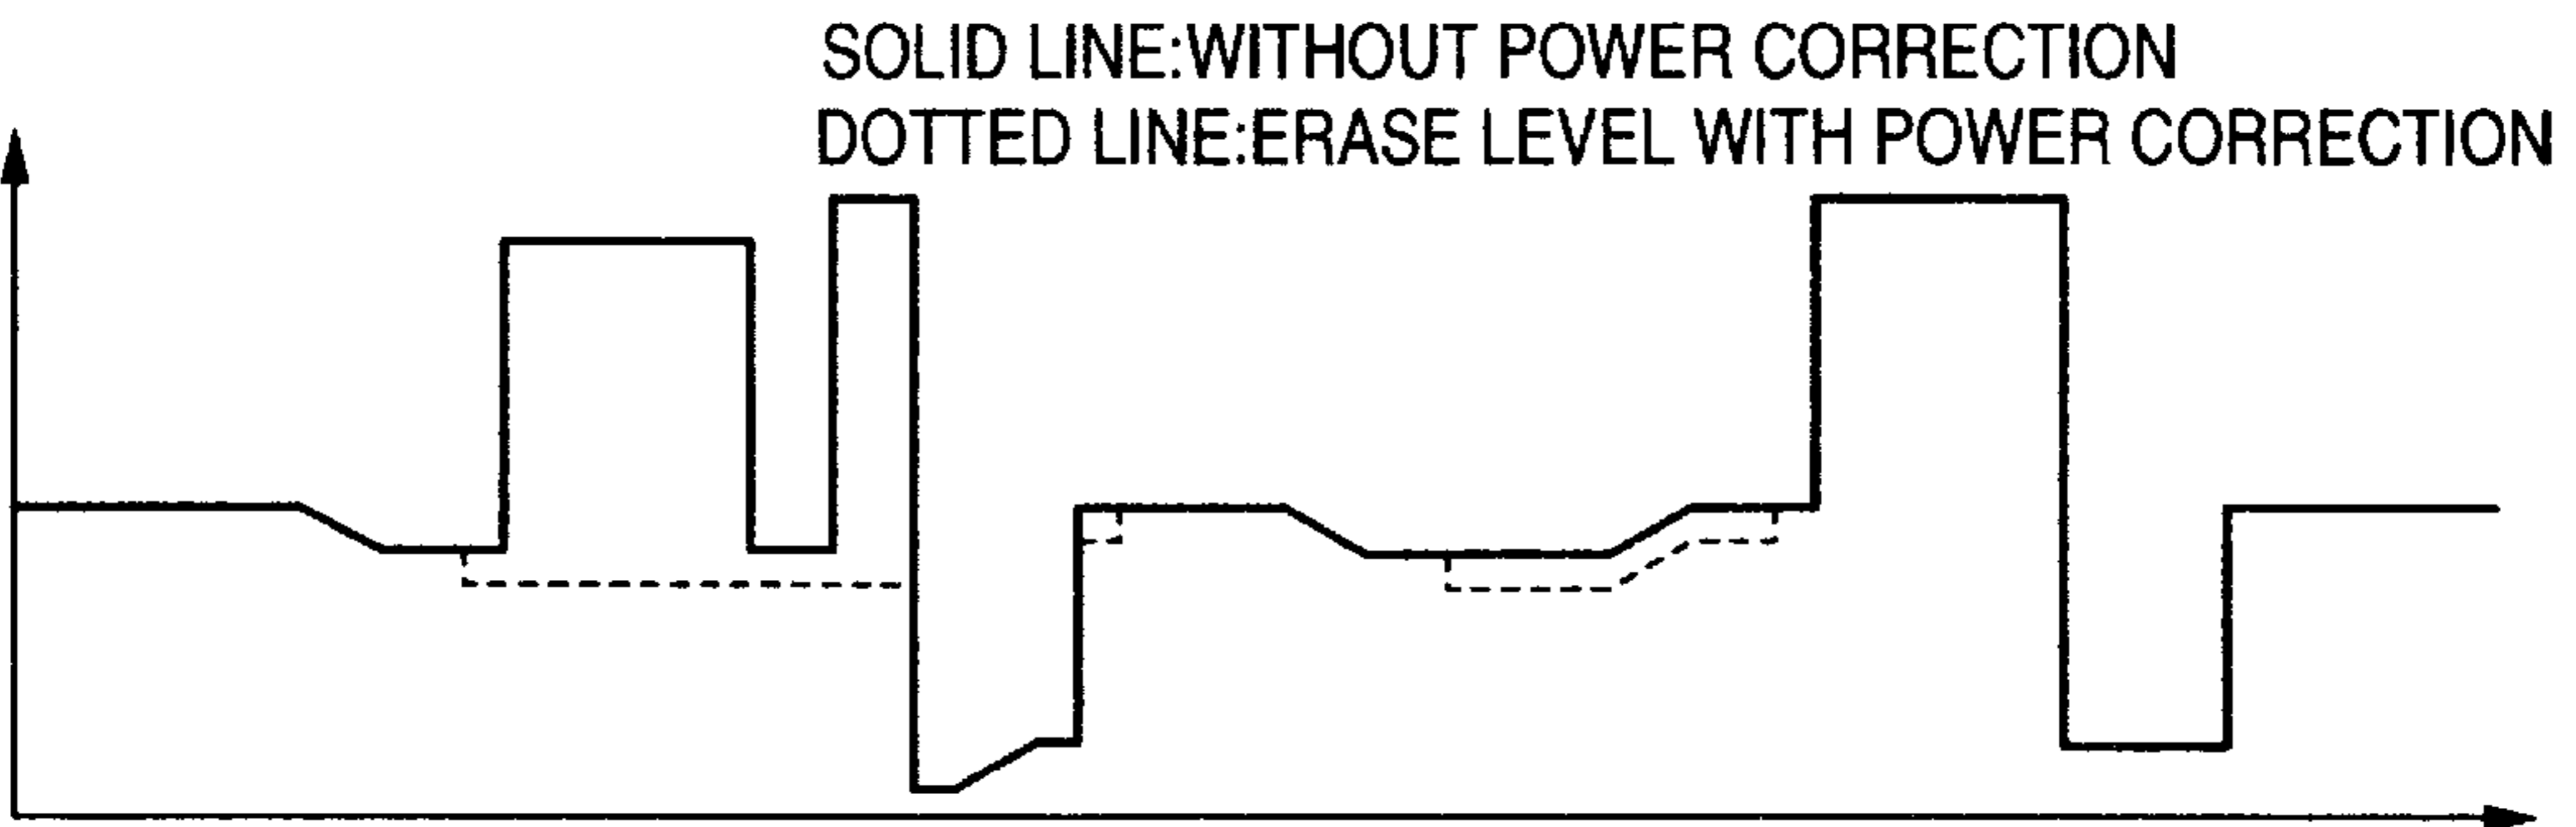 SOLID LINE:WITHOUT POWER CORRECTION
DOTTED LINE:ERASE LEVEL WITH POWER CORRECTION